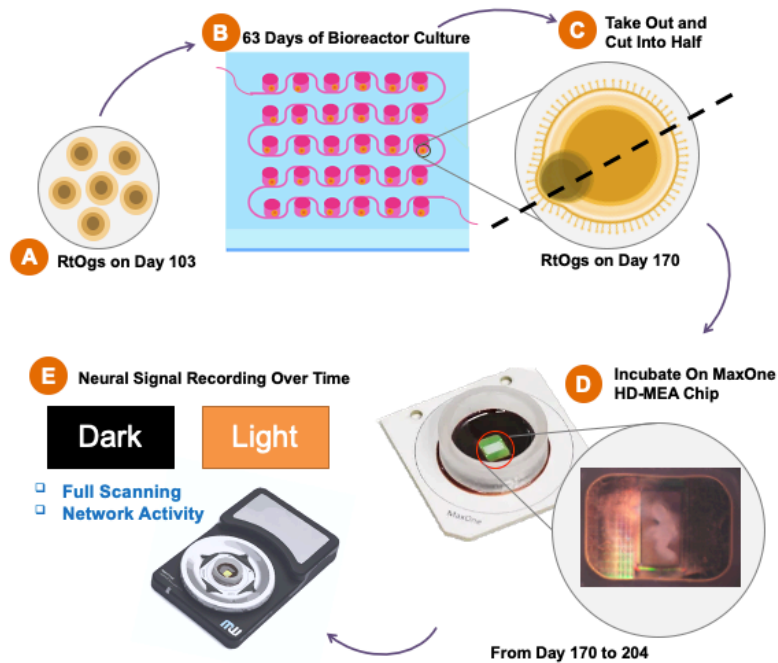 B
63 Days of Bioreactor Culture
C
Take Out and
Cut Into Half
A
RtOgs on Day 103
RtOgs on Day 170
E
Neural Signal Recording Over Time
D
Incubate On MaxOne
HD-MEA Chip
Dark
Light
Full Scanning
Network Activity
MaxOne
MW
From Day 170 to 204